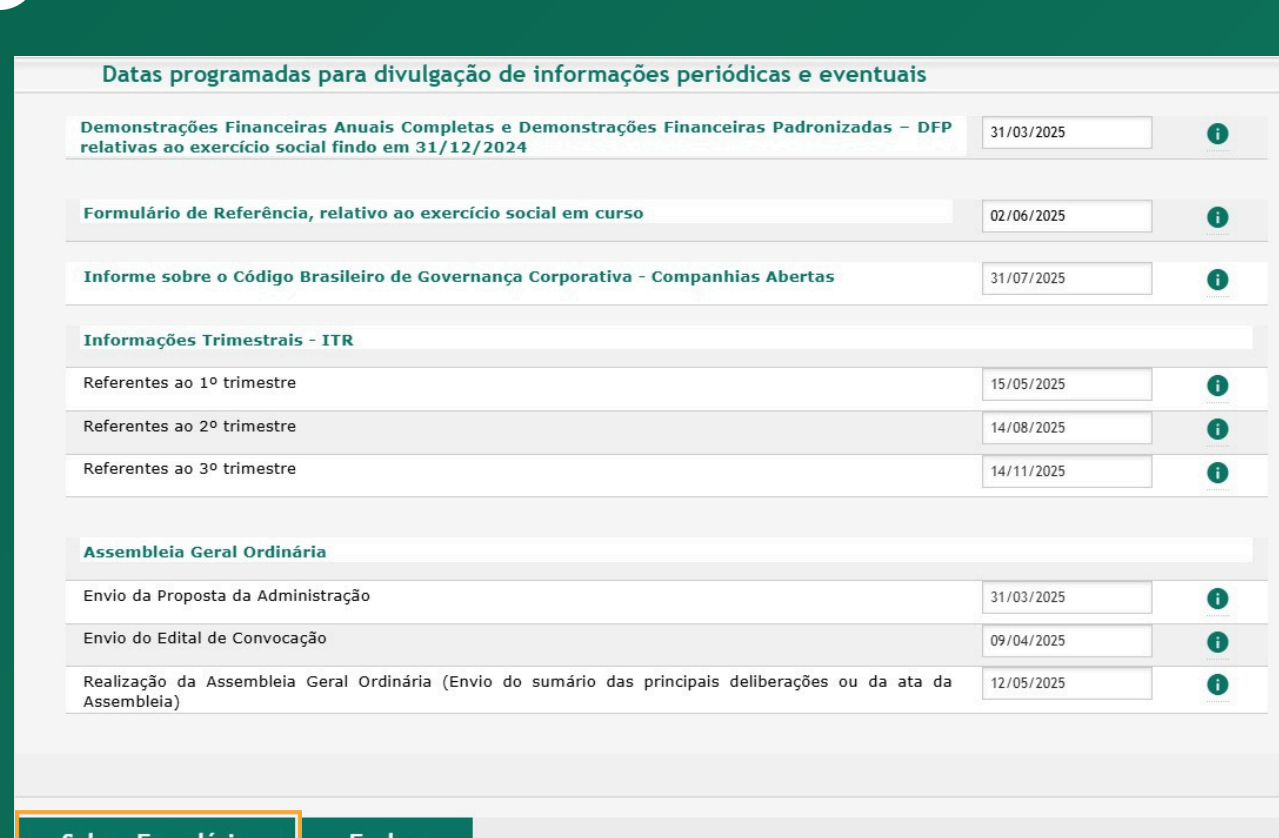 Datas programadas para divulgação de informações periódicas e eventuais
Demonstrações Financeiras Anuais Completas e Demonstrações Financeiras Padronizadas – DFP 31/03/2025
relativas ao exercício social findo em 31/12/2024
Formulário de Referência, relativo ao exercício social em curso 02/06/2025
Informe sobre o Código Brasileiro de Governança Corporativa - Companhias Abertas 31/07/2025
Informações Trimestrais - ITR
Referentes ao 1º trimestre 15/05/2025
Referentes ao 2º trimestre 14/08/2025
Referentes ao 3º trimestre 14/11/2025
Assembleia Geral Ordinária
Envio da Proposta da Administração 31/03/2025
Envio do Edital de Convocação 09/04/2025
Realização da Assembleia Geral Ordinária (Envio do sumário das principais deliberações ou da ata da 12/05/2025
Assembleia)